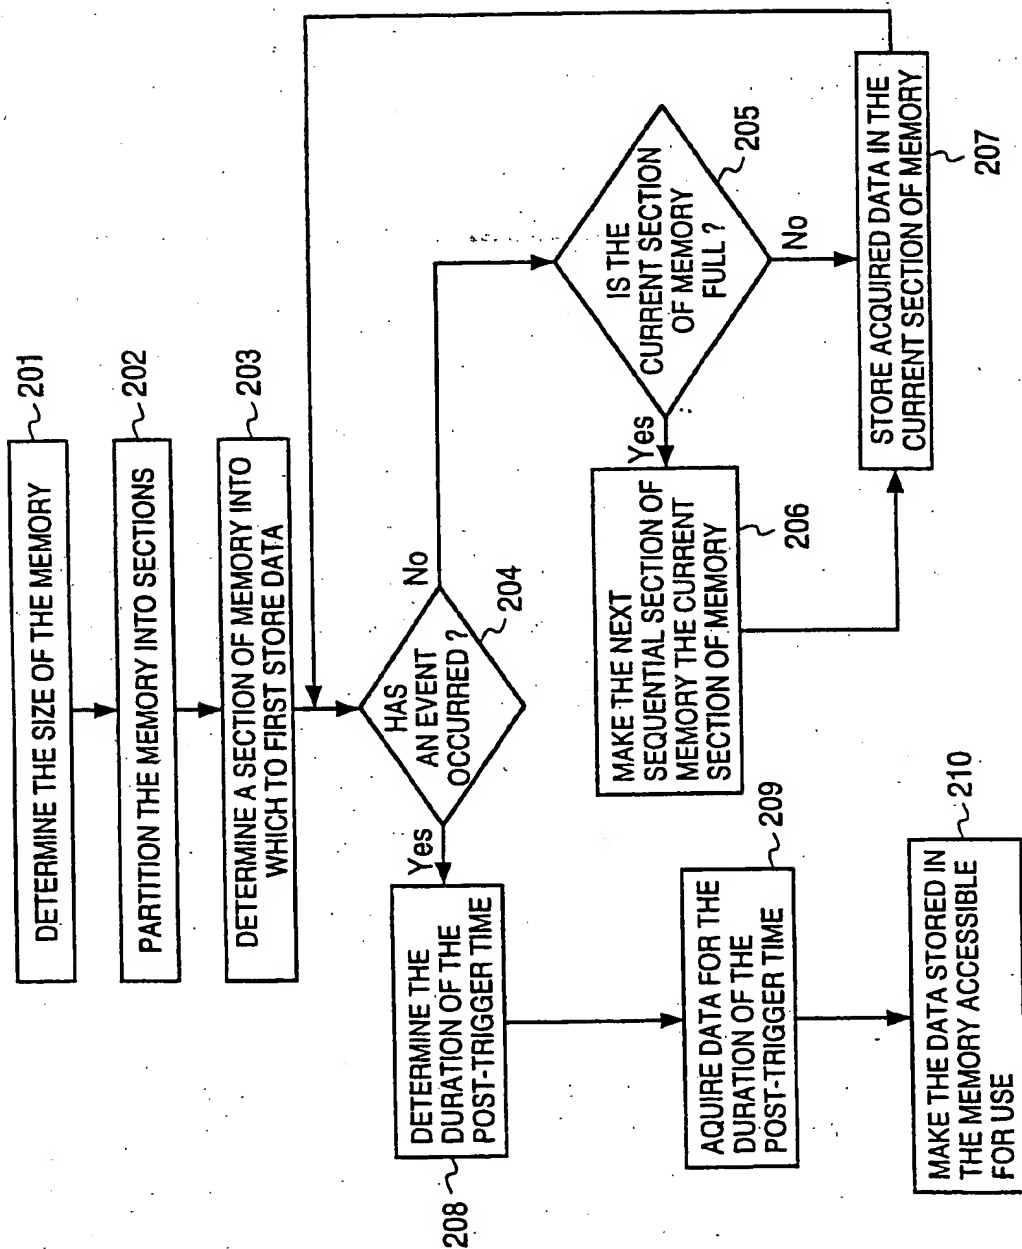 DETERMINE THE SIZE OF THE MEMORY
201
PARTITION THE MEMORY INTO SECTIONS
202
DETERMINE A SECTION OF MEMORY INTO
WHICH TO FIRST STORE DATA
203
HAS
AN EVENT
OCCURRED ?
204
Yes
No
IS THE
CURRENT SECTION
OF MEMORY
FULL ?
205
Yes
No
MAKE THE NEXT
SEQUENTIAL SECTION OF
MEMORY THE CURRENT
SECTION OF MEMORY
206
STORE ACQUIRED DATA IN THE
CURRENT SECTION OF MEMORY
207
DETERMINE THE
DURATION OF THE
POST-TRIGGER TIME
208
AQUIRE DATA FOR THE
DURATION OF THE
POST-TRIGGER TIME
209
MAKE THE DATA STORED IN
THE MEMORY ACCESSIBLE
FOR USE
210